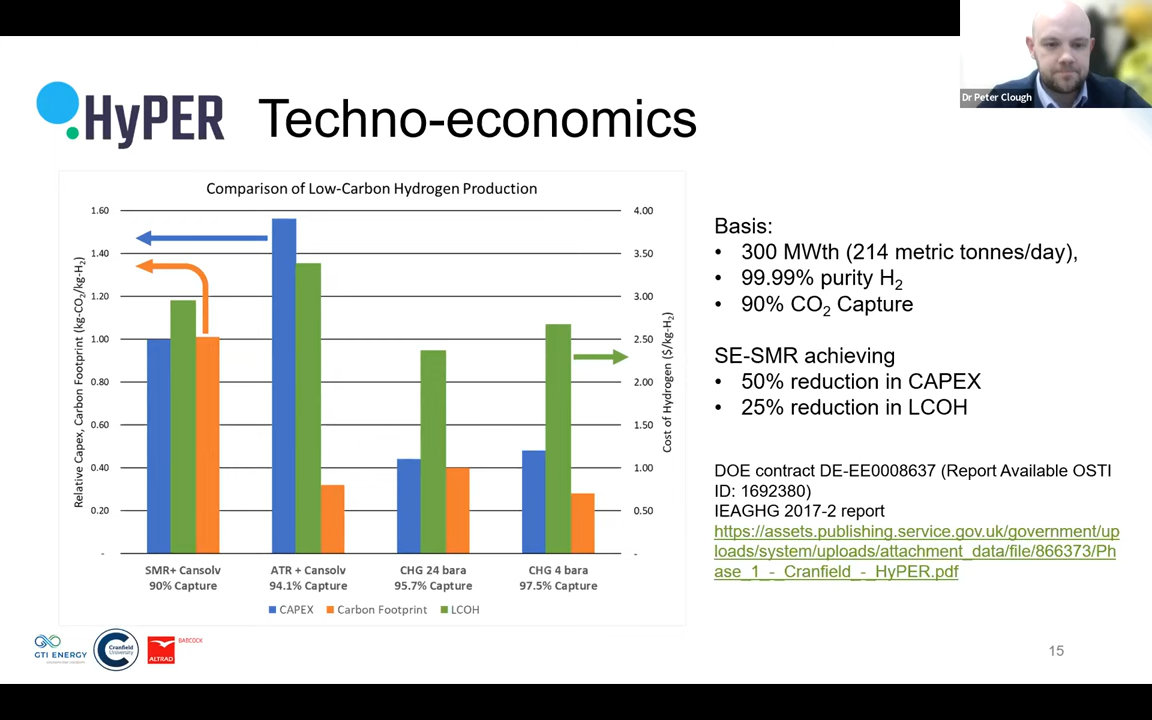 Dr Peter Clough
HyPER
Techno-economics
Comparison of Low-Carbon Hydrogen Production
Relative Capex, Carbon Footprint (kg-CO₂/kg-H₂)
1.60
1.40
1.20
1.00
0.80
0.60
0.40
0.20
-
4.00
3.50
3.00
2.50
2.00
1.50
1.00
0.50
-
Cost of Hydrogen ($/kg-H₂)
SMR+ Cansolv
90% Capture
ATR + Cansolv
94.1% Capture
CHG 24 bara
95.7% Capture
CHG 4 bara
97.5% Capture
CAPEX Carbon Footprint LCOH
Basis:
• 300 MWth (214 metric tonnes/day),
• 99.99% purity H₂
• 90% CO₂ Capture
SE-SMR achieving
• 50% reduction in CAPEX
• 25% reduction in LCOH
DOE contract DE-EE0008637 (Report Available OSTI
ID: 1692380)
IEAGHG 2017-2 report
https://assets.publishing.service.gov.uk/government/up
loads/system/uploads/attachment_data/file/866373/Ph
ase_1_-_Cranfield_-_HyPER.pdf
GTI ENERGY
Cranfield
University
ALTRAD
BABCOCK
15